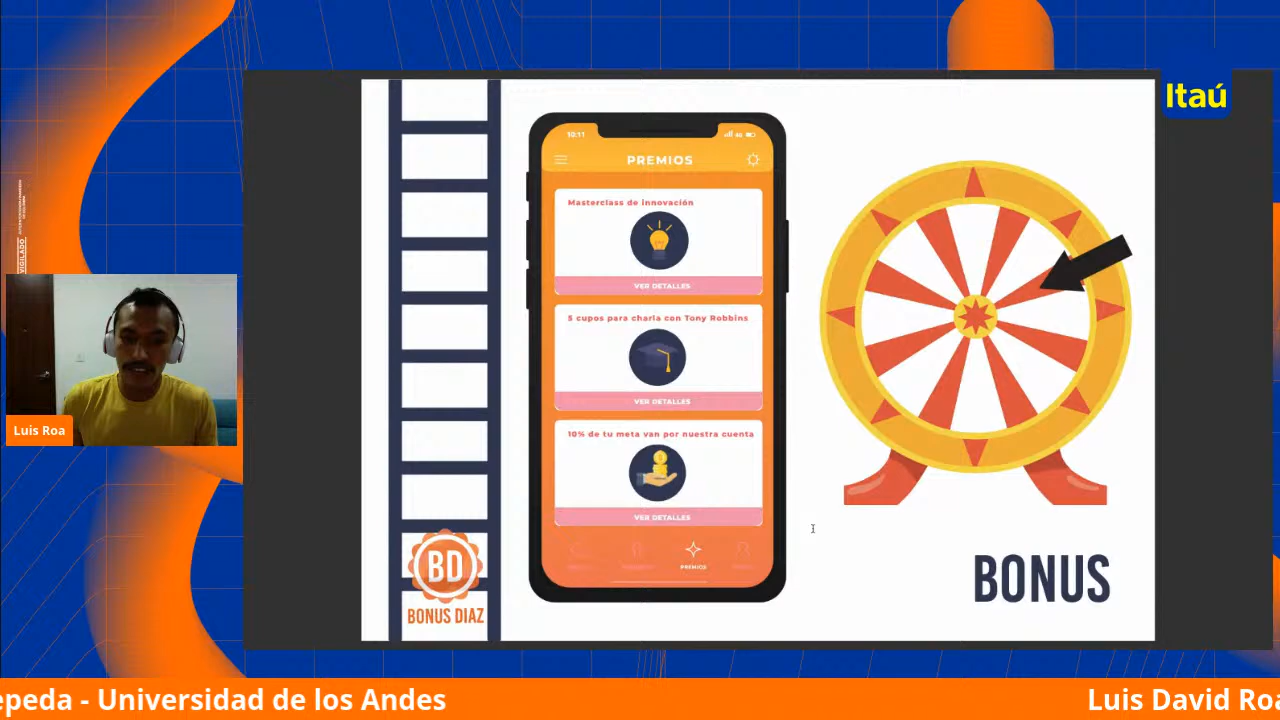 Itaú
10:11
4G
PREMIOS
Masterclass de innovación
VER DETALLES
5 cupos para charla con Tony Robbins
VER DETALLES
10% de tu meta van por nuestra cuenta
VER DETALLES
PREMIOS
BD
BONUS DIAZ
BONUS
VIGILADO
Luis Roa
epeda - Universidad de los Andes
Luis David Roa